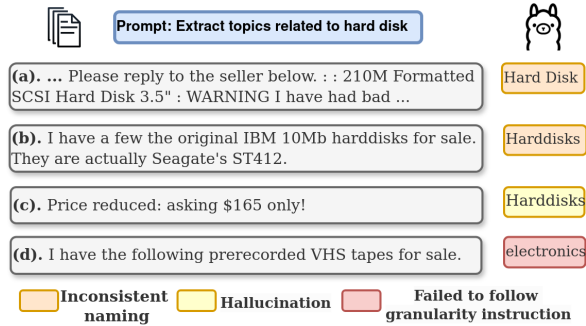 Prompt: Extract topics related to hard disk
(a). ... Please reply to the seller below. : : 210M Formatted
SCSI Hard Disk 3.5" : WARNING I have had bad ...
Hard Disk
(b). I have a few the original IBM 10Mb harddisks for sale.
They are actually Seagate's ST412.
Harddisks
(c). Price reduced: asking $165 only!
Harddisks
(d). I have the following prerecorded VHS tapes for sale.
electronics
Inconsistent
naming
Hallucination
Failed to follow
granularity instruction